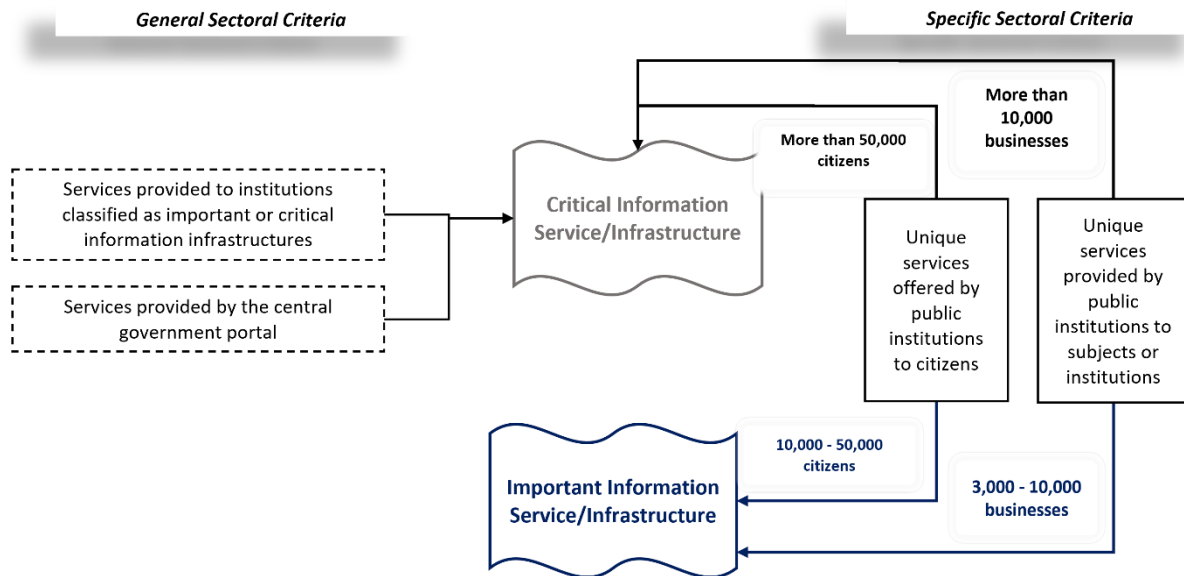 General Sectoral Criteria
Specific Sectoral Criteria
More than
10,000
businesses
More than 50,000
citizens
Services provided to institutions
classified as important or critical
information infrastructures
Critical Information
Service/Infrastructure
Services provided by the central
government portal
Unique
services
offered by
public
institutions
to citizens
Unique
services
provided by
public
institutions to
subjects or
institutions
10,000 - 50,000
citizens
Important Information
Service/Infrastructure
3,000 - 10,000
businesses